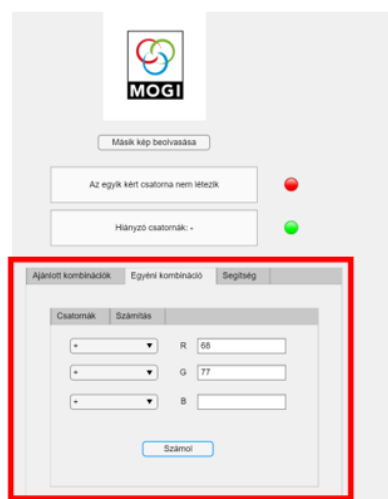 MOGI
Másik kép beolvasása
Az egyik kért csatorna nem létezik
Hiányzó csatornák: -
Ajánlott kombinációk Egyéni kombináció Segítség
Csatornák Számítás
+ R 68
+ G 77
+ B
Számol